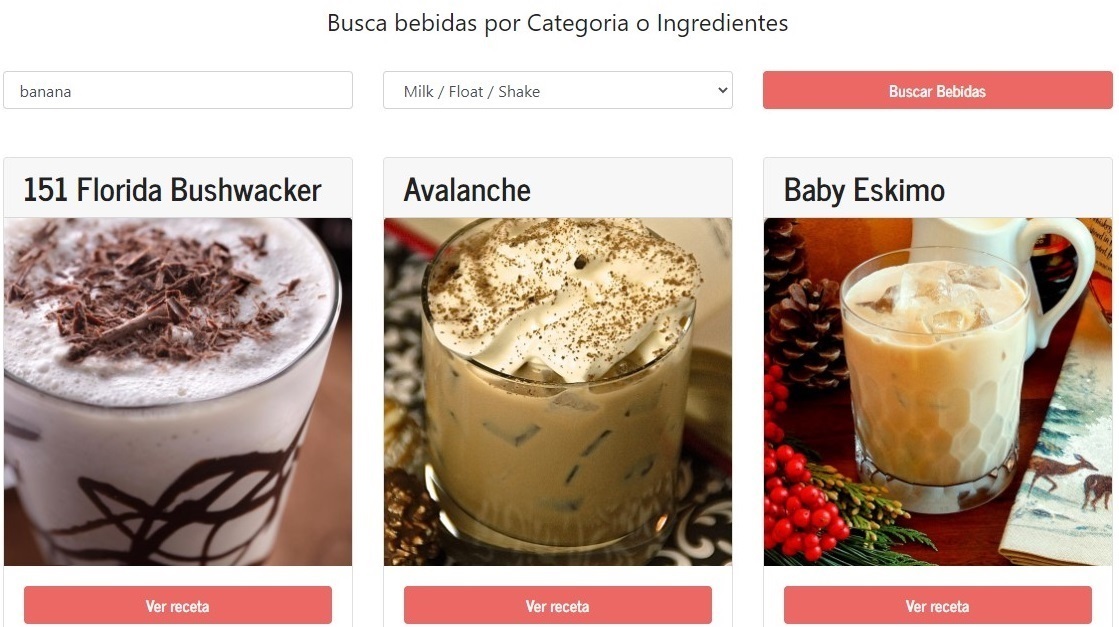 Busca bebidas por Categoria o Ingredientes
banana
Milk / Float / Shake
Buscar Bebidas
151 Florida Bushwacker
Avalanche
Baby Eskimo
Ver receta
Ver receta
Ver receta